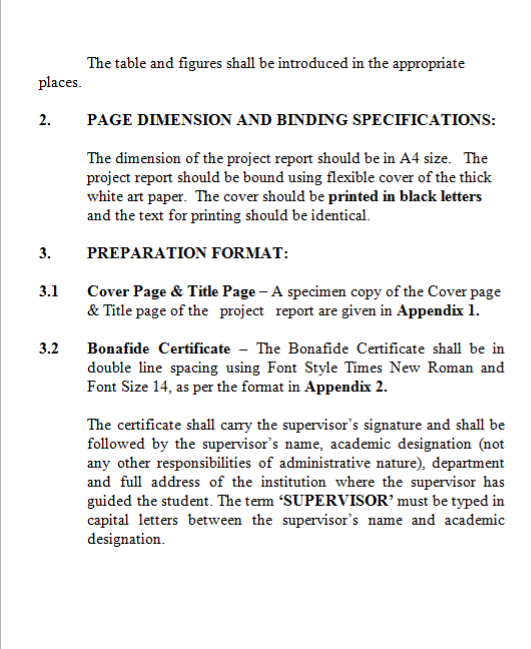 The table and figures shall be introduced in the appropriate
places.
2. PAGE DIMENSION AND BINDING SPECIFICATIONS:
The dimension of the project report should be in A4 size. The
project report should be bound using flexible cover of the thick
white art paper. The cover should be printed in black letters
and the text for printing should be identical.
3. PREPARATION FORMAT:
3.1 Cover Page & Title Page – A specimen copy of the Cover page
& Title page of the project report are given in Appendix 1.
3.2 Bonafide Certificate – The Bonafide Certificate shall be in
double line spacing using Font Style Times New Roman and
Font Size 14, as per the format in Appendix 2.
The certificate shall carry the supervisor's signature and shall be
followed by the supervisor's name, academic designation (not
any other responsibilities of administrative nature), department
and full address of the institution where the supervisor has
guided the student. The term ‘SUPERVISOR’ must be typed in
capital letters between the supervisor's name and academic
designation.